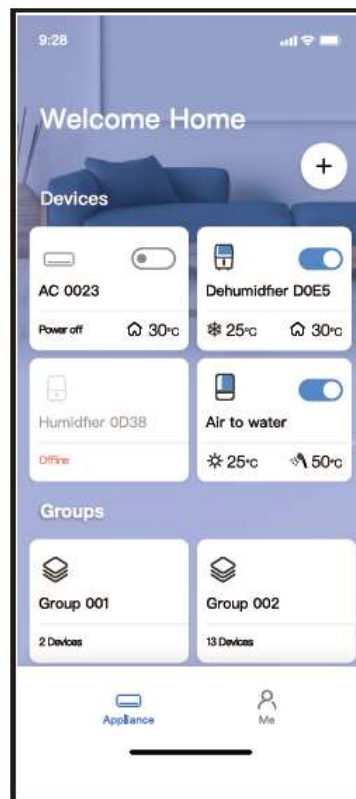 9:28
Welcome Home
+
Devices
AC 0023
Power off 30°c
Dehumidfier D0E5
25°c 30°c
Humidfier 0D38
Offline
Air to water
25°c 50°c
Groups
Group 001
2 Devices
Group 002
13 Devices
Appliance
Me